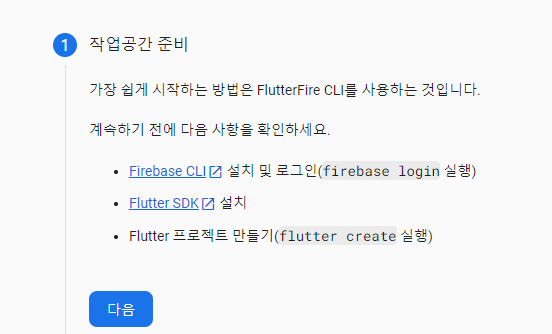 1 작업공간 준비
가장 쉽게 시작하는 방법은 FlutterFire CLI를 사용하는 것입니다.
계속하기 전에 다음 사항을 확인하세요.
• Firebase CLI 설치 및 로그인(firebase login 실행)
• Flutter SDK 설치
• Flutter 프로젝트 만들기(flutter create 실행)
다음